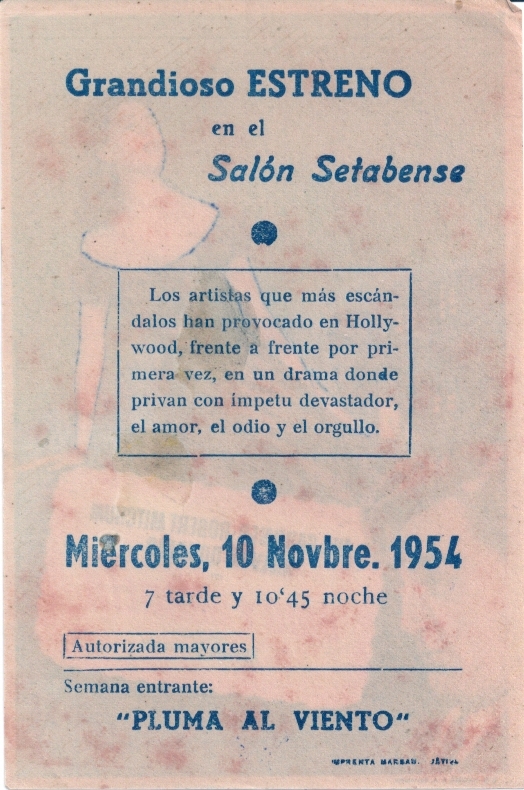 Grandioso ESTRENO
en el
Salón Setabense
Los artistas que más escán-
dalos han provocado en Holly-
wood, frente a frente por pri-
mera vez, en un drama donde
privan con ímpetu devastador,
el amor, el odio y el orgullo.
Miércoles, 10 Novbre. 1954
7 tarde y 10‘45 noche
Autorizada mayores
Semana entrante:
“PLUMA AL VIENTO“
IMPRENTA MARBAU. JÁTIVA